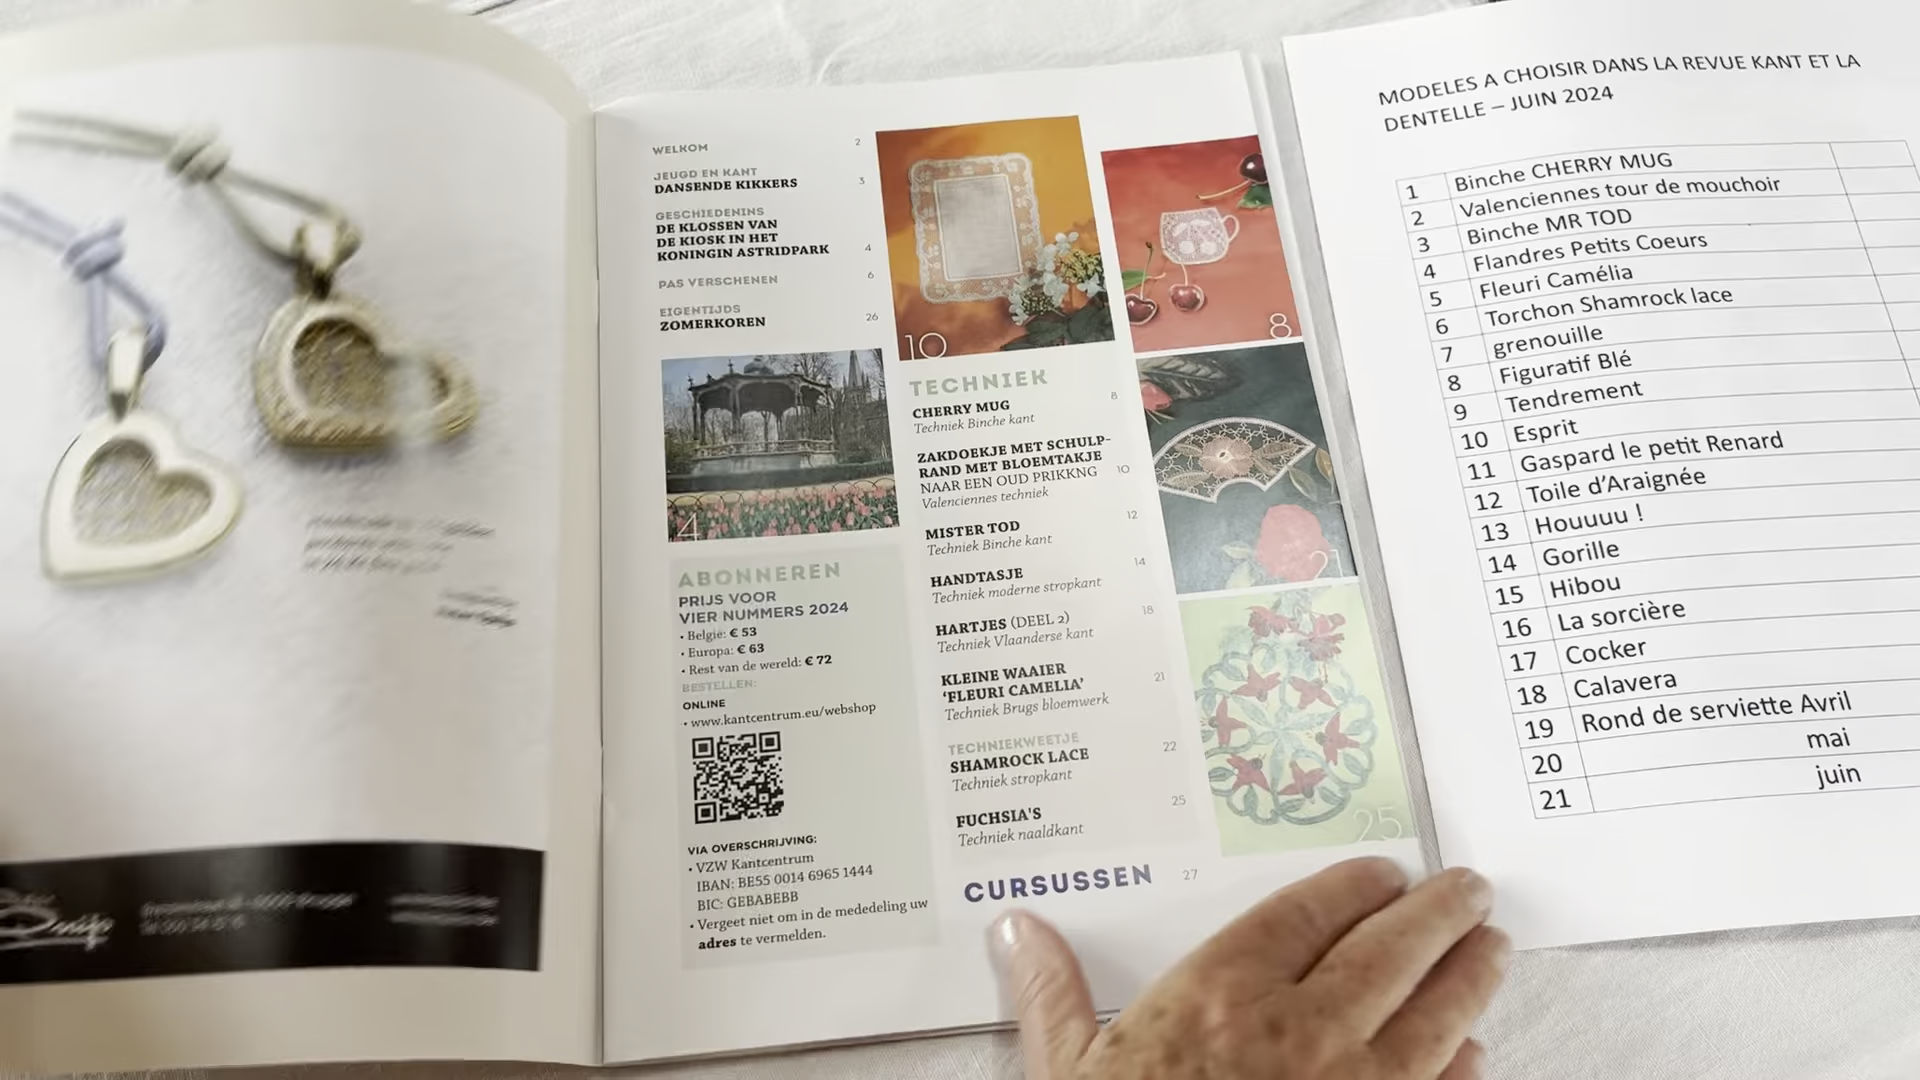 WELKOM 2
JEUGD EN KANT
DANSENDE KIKKERS 3
GESCHIEDENINS
DE KLOSSEN VAN
DE KIOSK IN HET
KONINGIN ASTRIDPARK 4
PAS VERSCHENEN 6
EIGENTIJDS
ZOMERKOREN 26
4
ABONNEREN
PRIJS VOOR
VIER NUMMERS 2024
• Belgie: € 53
• Europa: € 63
• Rest van de wereld: € 72
BESTELLEN:
ONLINE
• www.kantcentrum.eu/webshop
VIA OVERSCHRIJVING:
• VZW Kantcentrum
IBAN: BE55 0014 6965 1444
BIC: GEBABEBB
• Vergeet niet om in de mededeling uw
adres te vermelden.
10
TECHNIEK
CHERRY MUG 8
Techniek Binche kant
ZAKDOEKJE MET SCHULP-
RAND MET BLOEMTAKJE
NAAR EEN OUD PRIKKNG 10
Valenciennes techniek
MISTER TOD 12
Techniek Binche kant
HANDTASJE 14
Techniek moderne stropkant
HARTJES (DEEL 2) 18
Techniek Vlaanderse kant
KLEINE WAAIER 21
'FLEURI CAMELIA'
Techniek Brugs bloemwerk
TECHNIEKWEETJE 22
SHAMROCK LACE
Techniek stropkant
FUCHSIA'S 25
Techniek naaldkant
CURSUSSEN 27
8
21
25
MODELES A CHOISIR DANS LA REVUE KANT ET LA
DENTELLE – JUIN 2024
1 Binche CHERRY MUG
2 Valenciennes tour de mouchoir
3 Binche MR TOD
4 Flandres Petits Coeurs
5 Fleuri Camélia
6 Torchon Shamrock lace
7 grenouille
8 Figuratif Blé
9 Tendrement
10 Esprit
11 Gaspard le petit Renard
12 Toile d'Araignée
13 Houuuu !
14 Gorille
15 Hibou
16 La sorcière
17 Cocker
18 Calavera
19 Rond de serviette Avril
20 mai
21 juin